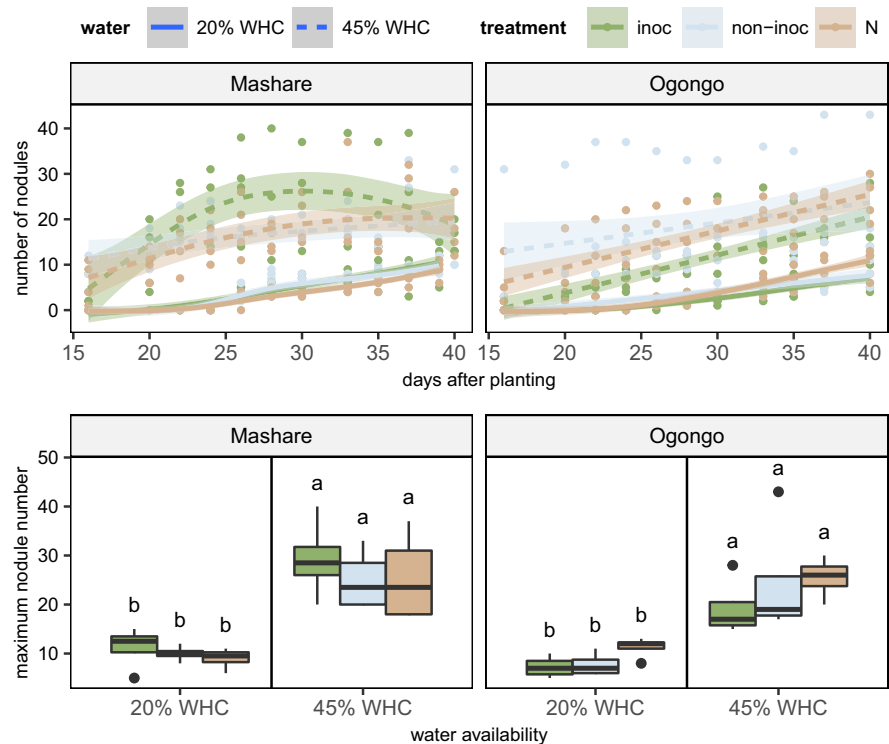 water 20% WHC 45% WHC treatment inoc non−inoc N
Mashare Ogongo
number of nodules
40
30
20
10
0
15 20 25 30 35 40 15 20 25 30 35 40
days after planting
Mashare Ogongo
maximum nodule number
50
40
30
20
10
b b b a a a b b b a a a
20% WHC 45% WHC 20% WHC 45% WHC
water availability